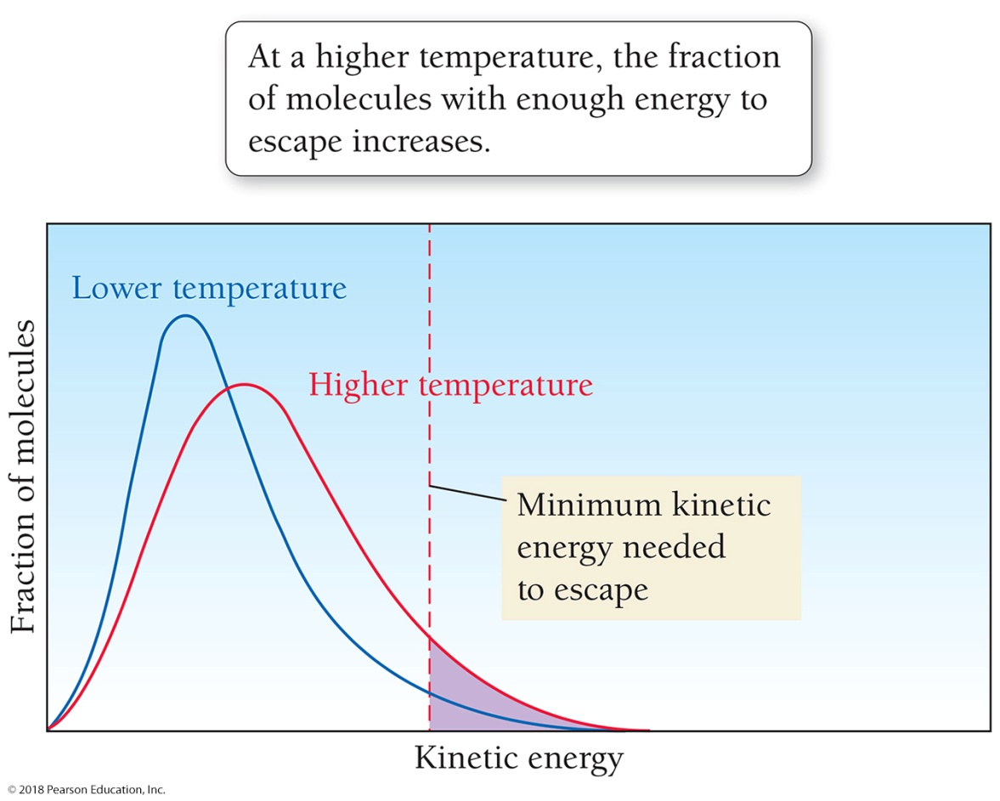 At a higher temperature, the fraction
of molecules with enough energy to
escape increases.
Lower temperature
Higher temperature
Minimum kinetic
energy needed
to escape
Fraction of molecules
Kinetic energy
© 2018 Pearson Education, Inc.